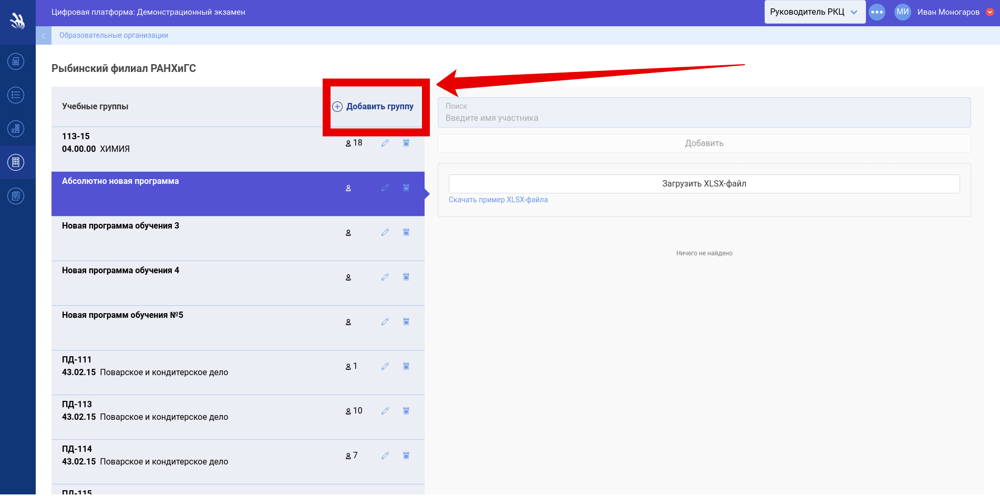 Цифровая платформа: Демонстрационный экзамен
Руководитель РКЦ
МИ
Иван Моногаров
Образовательные организации
Рыбинский филиал РАНХиГС
Учебные группы
Добавить группу
113-15
18
04.00.00 ХИМИЯ
Абсолютно новая программа
Новая программа обучения 3
Новая программа обучения 4
Новая программ обучения №5
ПД-111
1
43.02.15 Поварское и кондитерское дело
ПД-113
10
43.02.15 Поварское и кондитерское дело
ПД-114
7
43.02.15 Поварское и кондитерское дело
ПД-115
Поиск
Введите имя участника
Добавить
Загрузить XLSX-файл
Скачать пример XLSX-файла
Ничего не найдено